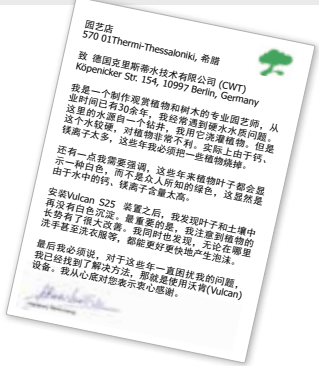 园艺店
570 01Thermi-Thessaloniki, 希腊
致 德国克里斯蒂水技术有限公司 (CWT)
Köpenicker Str. 154, 10997 Berlin, Germany
我是一个制作观赏植物和树木的专业园艺师，从
业时间已有30余年，我经常遇到硬水水质问题。
这里的水源自一个钻井，我用它浇灌植物。但是
这个水较硬，对植物非常不利。实际上由于钙、
镁离子太多，这些年我必须把一些植物烧掉。
还有一点我需要强调，这些年来植物叶子都会显
示一种白色，而不是众人所知的绿色，这显然是
由于水中的钙、镁离子含量太高。
安装Vulcan S25 装置之后，我发现叶子和土壤中
再没有白色沉淀。最重要的是，我注意到植物的
长势有了很大改善。我同时也发现，无论在哪里
洗手甚至洗衣服等，都能更好更快地产生泡沫。
最后我必须说，对于这些年一直困扰我的问题，
我已经找到了解决方法，那就是使用沃肯(Vulcan)
设备。我从心底对您表示衷心感谢。